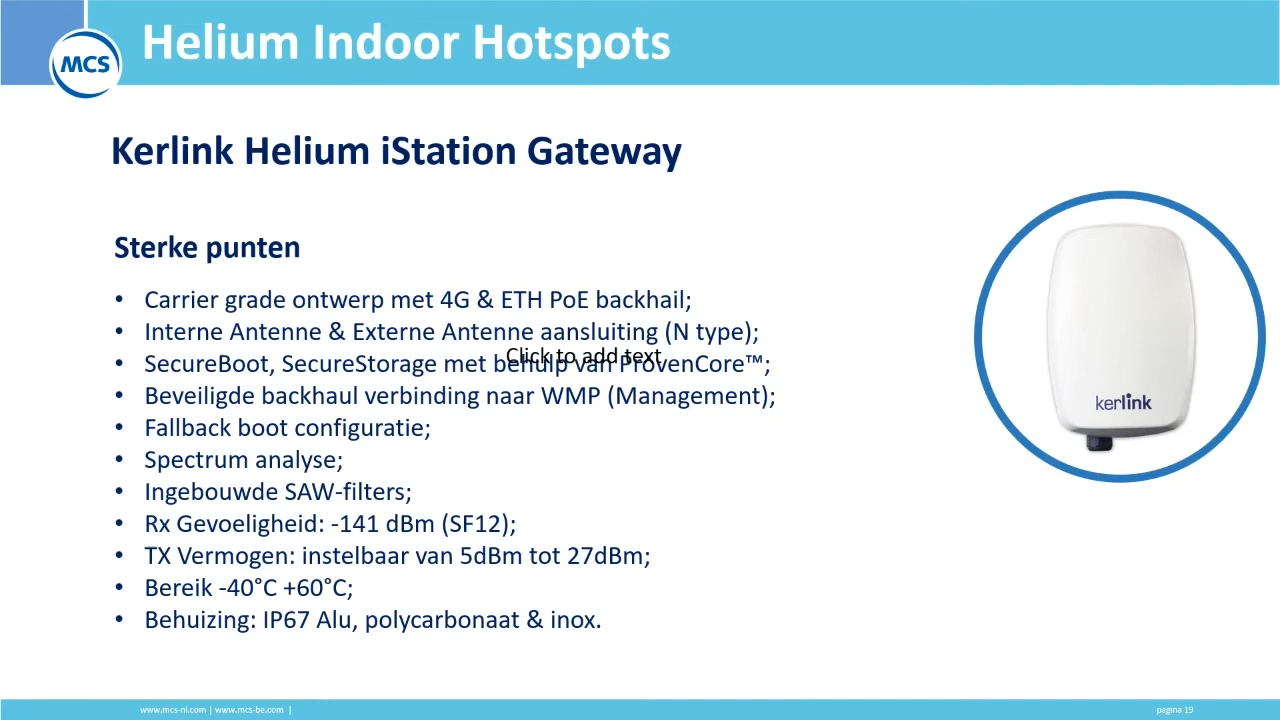 MCS
Helium Indoor Hotspots
Kerlink Helium iStation Gateway
Sterke punten
• Carrier grade ontwerp met 4G & ETH PoE backhail;
• Interne Antenne & Externe Antenne aansluiting (N type);
• SecureBoot, SecureStorage met behulp van ProvenCore™;
Click to add text
• Beveiligde backhaul verbinding naar WMP (Management);
• Fallback boot configuratie;
• Spectrum analyse;
• Ingebouwde SAW-filters;
• Rx Gevoeligheid: -141 dBm (SF12);
• TX Vermogen: instelbaar van 5dBm tot 27dBm;
• Bereik -40°C +60°C;
• Behuizing: IP67 Alu, polycarbonaat & inox.
kerlink
www.mcs-nl.com | www.mcs-be.com |
pagina 19